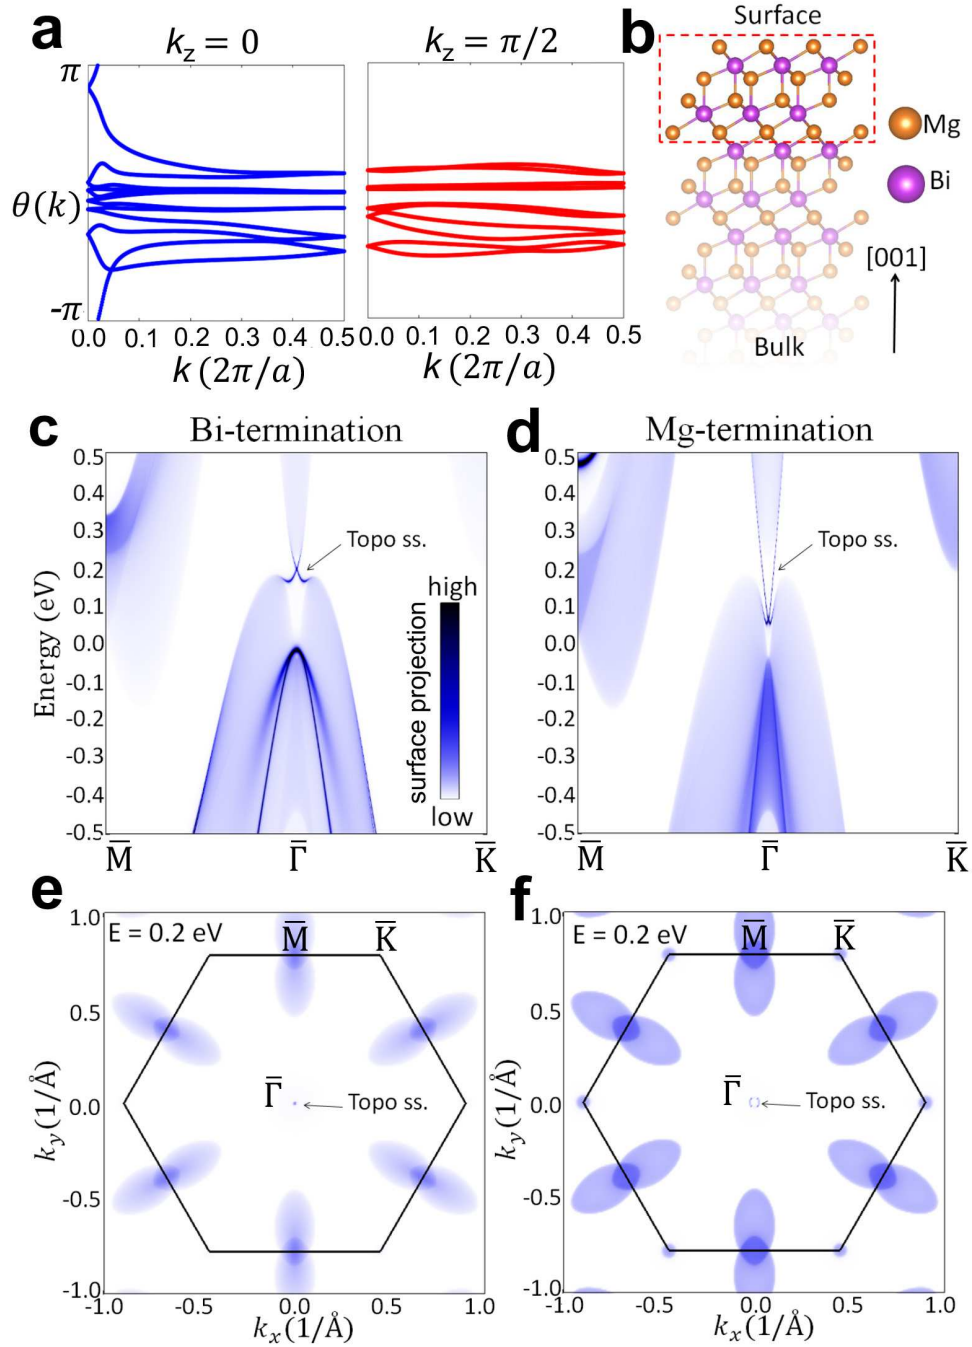 a
k_z = 0
k_z = π/2
π
θ(k)
-π
0.0 0.1 0.2 0.3 0.4 0.5
k (2π/a)
0.0 0.1 0.2 0.3 0.4 0.5
k (2π/a)
b
Surface
Mg
Bi
[001]
Bulk
c
Bi-termination
0.5
0.4
0.3
0.2
0.1
0.0
-0.1
-0.2
-0.3
-0.4
-0.5
Energy (eV)
Topo ss.
high
surface projection
low
M̅ Γ̅ K̅
d
Mg-termination
0.5
0.4
0.3
0.2
0.1
0.0
-0.1
-0.2
-0.3
-0.4
-0.5
Topo ss.
M̅ Γ̅ K̅
e
E = 0.2 eV
M̅ K̅
Γ̅
Topo ss.
1.0
0.5
0.0
-0.5
-1.0
k_y (1/Å)
-1.0 -0.5 0.0 0.5 1.0
k_x (1/Å)
f
E = 0.2 eV
M̅ K̅
Γ̅
Topo ss.
1.0
0.5
0.0
-0.5
-1.0
k_y (1/Å)
-0.5 0.0 0.5 1.0
k_x (1/Å)